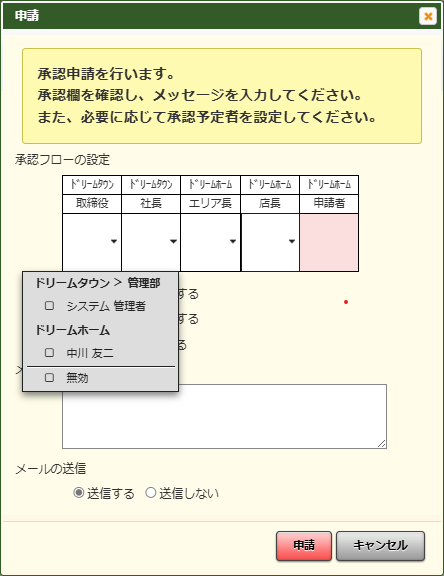 申請
承認申請を行います。
承認欄を確認し、メッセージを入力してください。
また、必要に応じて承認予定者を設定してください。
承認フローの設定
ﾄﾞﾘｰﾑﾀｳﾝ ﾄﾞﾘｰﾑﾀｳﾝ ﾄﾞﾘｰﾑﾎｰﾑ ﾄﾞﾘｰﾑﾎｰﾑ ﾄﾞﾘｰﾑﾎｰﾑ
取締役 社長 エリア長 店長 申請者
ドリームタウン > 管理部
システム 管理者
する
ドリームホーム
する
中川 友二
る
無効
メールの送信
送信する 送信しない
申請 キャンセル